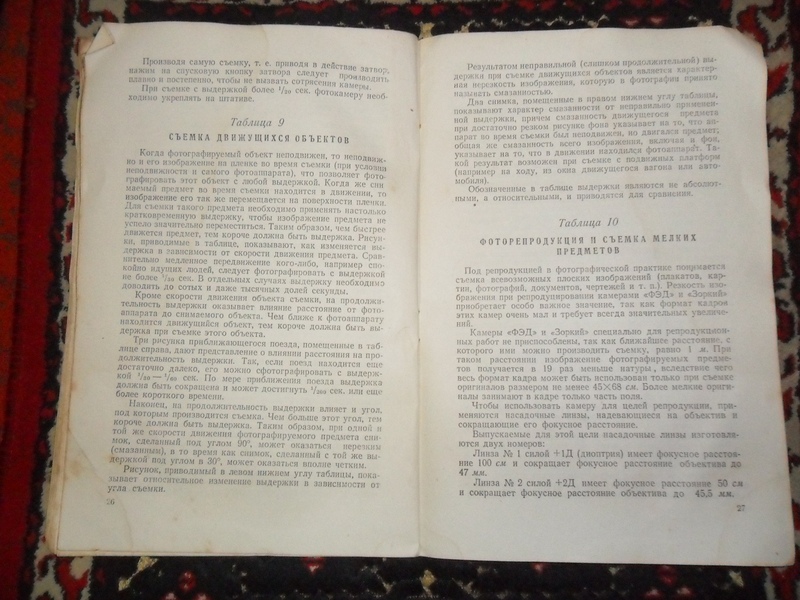 Производя самую съемку, т. е. приводя в действие затвор,
нажим на спусковую кнопку затвора следует производить
плавно и постепенно, чтобы не вызвать сотрясения камеры.
При съемке с выдержкой более 1/20 сек. фотокамеру необ-
ходимо укреплять на штативе.
Таблица 9
СЪЕМКА ДВИЖУЩИХСЯ ОБЪЕКТОВ
Когда фотографируемый объект неподвижен, то неподвиж-
но и его изображение на пленке во время съемки (при условии
неподвижности и самого фотоаппарата), что позволяет фото-
графировать этот объект с любой выдержкой. Когда же сни-
маемый предмет во время съемки находится в движении, то
изображение его так же перемещается на поверхности пленки.
Для съемки такого предмета необходимо применять настолько
кратковременную выдержку, чтобы изображение предмета не
успело значительно переместиться. Таким образом, чем быстрее
движется предмет, тем короче должна быть выдержка. Рисун-
ки, приводимые в таблице, показывают, как изменяется вы-
держка в зависимости от скорости движения предмета. Срав-
нительно медленное передвижение кого-либо, например спо-
койно идущих людей, следует фотографировать с выдержкой
не более сек. В отдельных случаях выдержку необходимо
доводить до сотых и даже тысячных долей секунды.
Кроме скорости движения объекта съемки, на продолжи-
тельность выдержки оказывает влияние расстояние от фото-
аппарата до снимаемого объекта. Чем ближе к фотоаппарату
находится движущийся объект, тем короче должна быть вы-
держка при съемке этого объекта.
Три рисунка приближающегося поезда, помещенные в таб-
лице справа, дают представление о влиянии расстояния на про-
должительность выдержки. Так, если поезд находится еще
достаточно далеко, его можно сфотографировать с выдерж-
кой сек. По мере приближения поезда выдержка
должна быть сокращена и может достигнуть сек. или еще
более короткого времени.
Наконец, на продолжительность выдержки влияет и угол,
под которым производится съемка. Чем больше этот угол, тем
короче должна быть выдержка. Таким образом, при одной и
той же скорости движения фотографируемого предмета сни-
мок, сделанный под углом 90°, может оказаться нерезким
(смазанным), в то время как снимок, сделанный с той же вы-
держкой под углом в 30°, может оказаться вполне четким.
Рисунок, приводимый в левом нижнем углу таблицы, пока-
зывает относительное изменение выдержки в зависимости от
угла съемки.
26
Результатом неправильной (слишком продолжительной) вы-
держки при съемке движущихся объектов является характер-
ная нерезкость изображения, которую в фотографии принято
называть смазанностью.
Два снимка, помещенные в правом нижнем углу таблицы,
показывают характер смазанности от неправильно применен-
ной выдержки, причем смазанность движущегося предмета
при достаточно резком рисунке фона указывает на то, что ап-
парат во время съемки был неподвижен, но двигался предмет;
общая же смазанность всего изображения, включая и фон,
указывает на то, что в движении находился фотоаппарат. Та-
кой результат возможен при съемке с подвижных платформ
(например на ходу, из окна движущегося вагона или авто-
мобиля).
Обозначенные в таблице выдержки являются не абсолют-
ными, а относительными, и приводятся для сравнения.
Таблица 10
ФОТОРЕПРОДУКЦИЯ И СЪЕМКА МЕЛКИХ
ПРЕДМЕТОВ
Под репродукцией в фотографической практике понимается
съемка всевозможных плоских изображений (плакатов, кар-
тин, фотографий, документов, чертежей и т. п.). Резкость изо-
бражения при репродуцировании камерами «ФЭД» и «Зоркий»
приобретает особо важное значение, так как формат кадров
этих камер очень мал и требует всегда значительных увеличе-
ний.
Камеры «ФЭД» и «Зоркий» специально для репродукцион-
ных работ не приспособлены, так как ближайшее расстояние, с
которого ими можно производить съемку, равно 1 м. При
таком расстоянии изображение фотографируемых предме-
тов получается в 19 раз меньше натуры, вследствие чего
весь формат кадра может быть использован только при съемке
оригиналов размером не менее 45×68 см. Более мелкие ориги-
налы занимают в кадре только часть поля.
Чтобы использовать камеру для целей репродукции, при-
меняются насадочные линзы, надевающиеся на объектив и
сокращающие его фокусное расстояние.
Выпускаемые для этой цели насадочные линзы изготовля-
ются двух номеров:
Линза № 1 силой +1Д (диоптрия) имеет фокусное расстоя-
ние 100 см и сокращает фокусное расстояние объектива до
47 мм.
Линза № 2 силой +2Д имеет фокусное расстояние 50 см
и сокращает фокусное расстояние объектива до 45,5 мм.
27